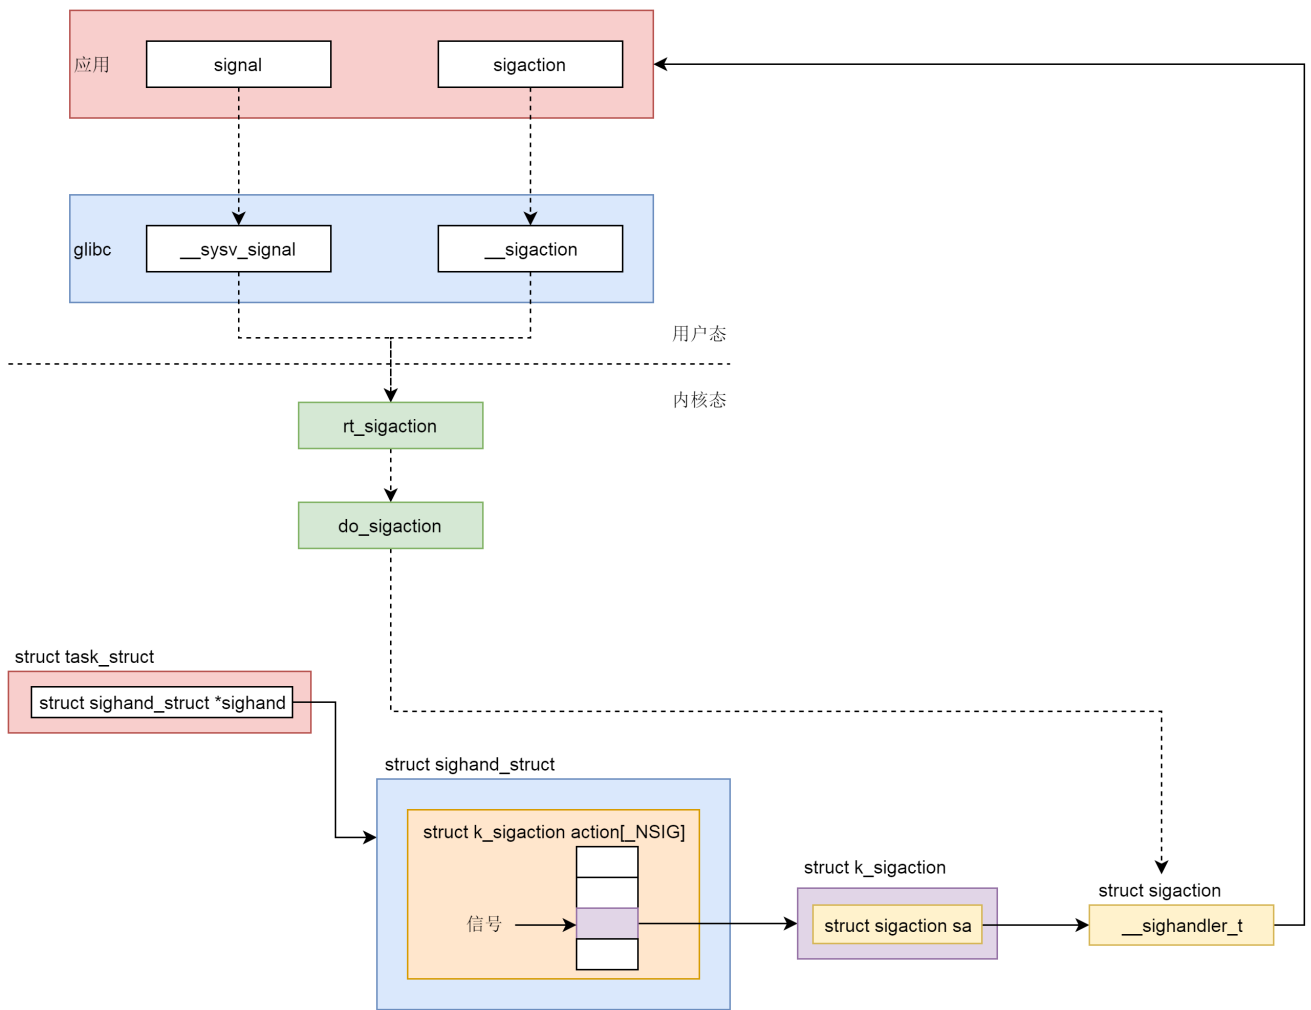 应用
signal
sigaction
glibc
__sysv_signal
__sigaction
用户态
内核态
rt_sigaction
do_sigaction
struct task_struct
struct sighand_struct *sighand
struct sighand_struct
struct k_sigaction action[_NSIG]
信号
struct k_sigaction
struct sigaction sa
struct sigaction
__sighandler_t